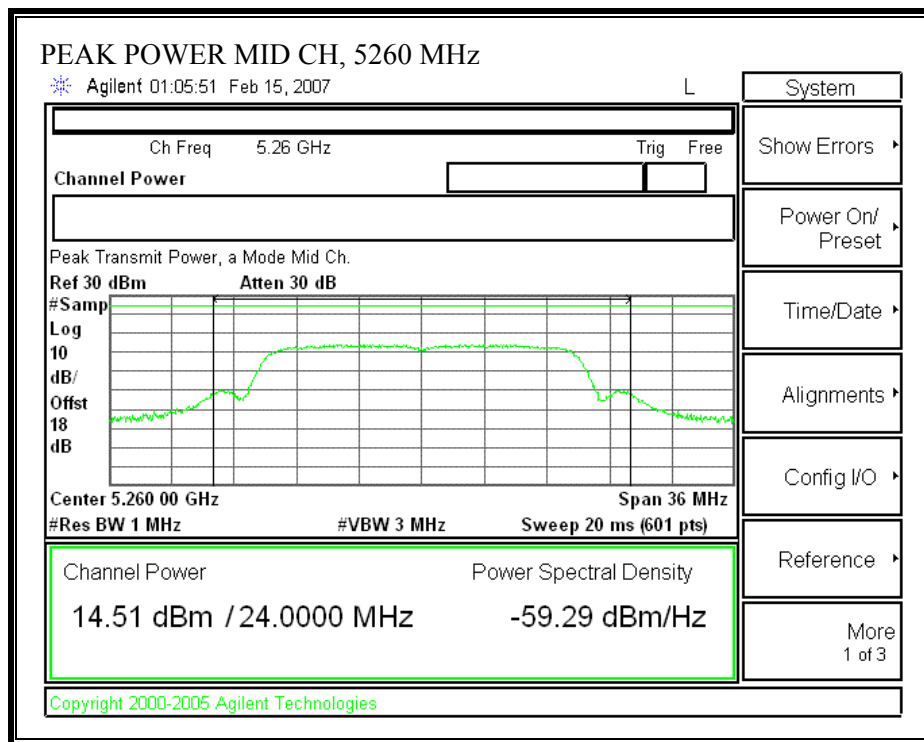 PEAK POWER MID CH, 5260 MHz
Agilent 01:05:51 Feb 15, 2007 L
System
Ch Freq 5.26 GHz Trig Free
Show Errors
Channel Power
Power On/
Preset
Peak Transmit Power, a Mode Mid Ch.
Ref 30 dBm Atten 30 dB
#Samp
Log
10
dB/
Offst
18
dB
Time/Date
Alignments
Config I/O
Center 5.260 00 GHz Span 36 MHz
#Res BW 1 MHz #VBW 3 MHz Sweep 20 ms (601 pts)
Channel Power Power Spectral Density
14.51 dBm / 24.0000 MHz -59.29 dBm/Hz
Reference
More
1 of 3
Copyright 2000-2005 Agilent Technologies